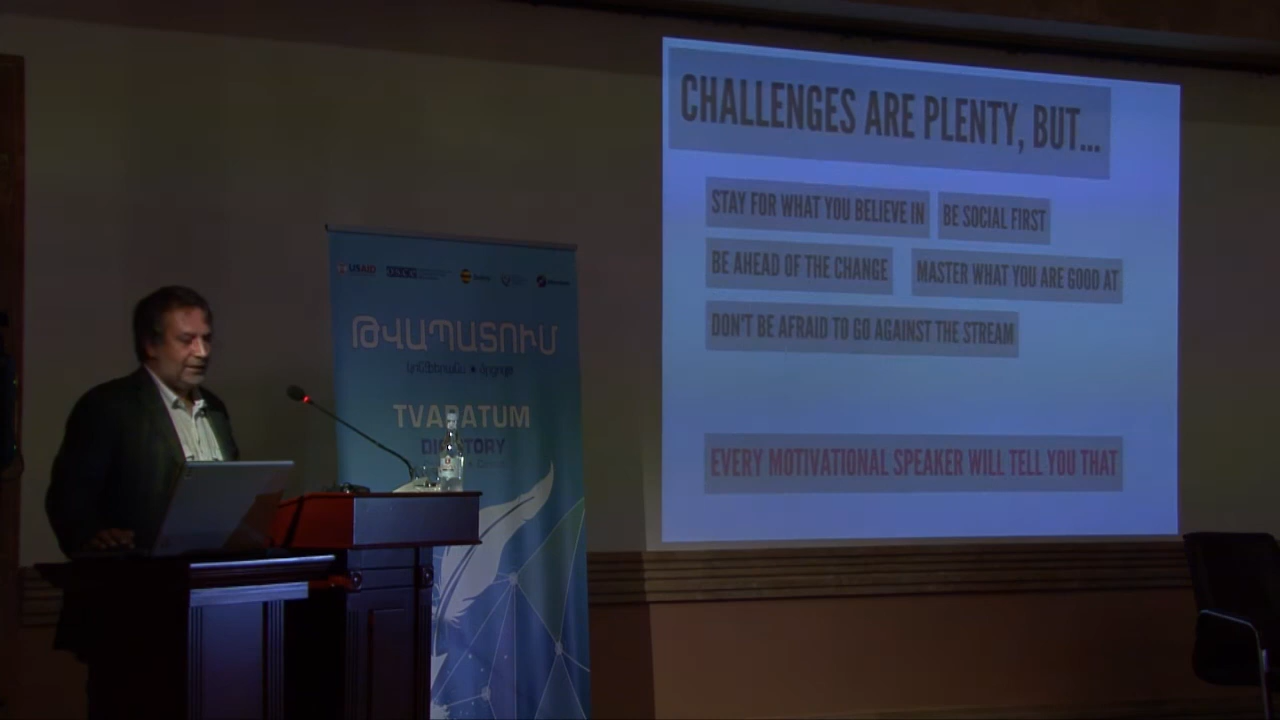 CHALLENGES ARE PLENTY, BUT...
STAY FOR WHAT YOU BELIEVE IN
BE SOCIAL FIRST
BE AHEAD OF THE CHANGE
MASTER WHAT YOU ARE GOOD AT
DON'T BE AFRAID TO GO AGAINST THE STREAM
EVERY MOTIVATIONAL SPEAKER WILL TELL YOU THAT
USAID
OSCE
ԹՎԱՊԱՏՈՒՄ
TVAPATUM